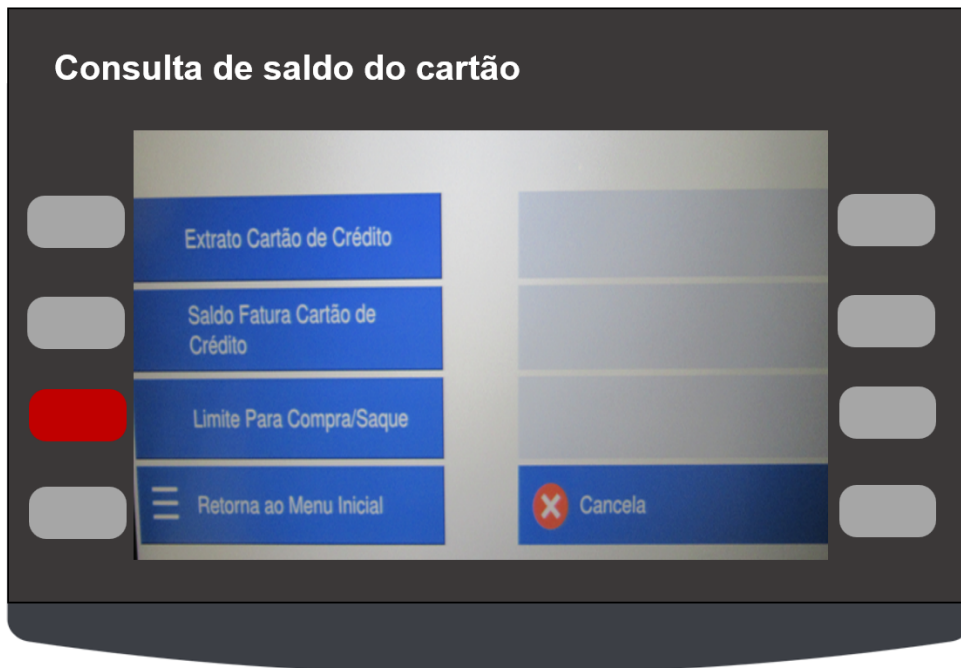 Consulta de saldo do cartão
Extrato Cartão de Crédito
Saldo Fatura Cartão de
Crédito
Limite Para Compra/Saque
Retorna ao Menu Inicial
Cancela